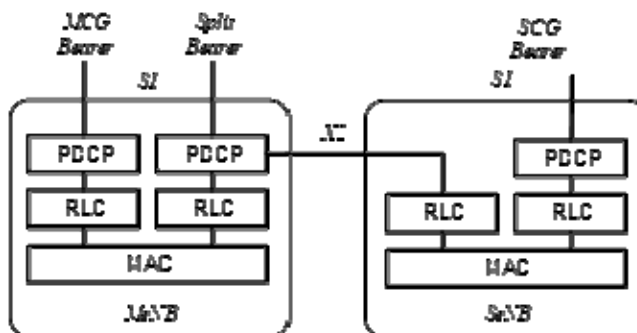 MCG
Bearer
Split
Bearer
SCG
Bearer
S1
S1
PDCP
PDCP
X2
PDCP
RLC
RLC
RLC
RLC
MAC
MAC
MeNB
SeNB